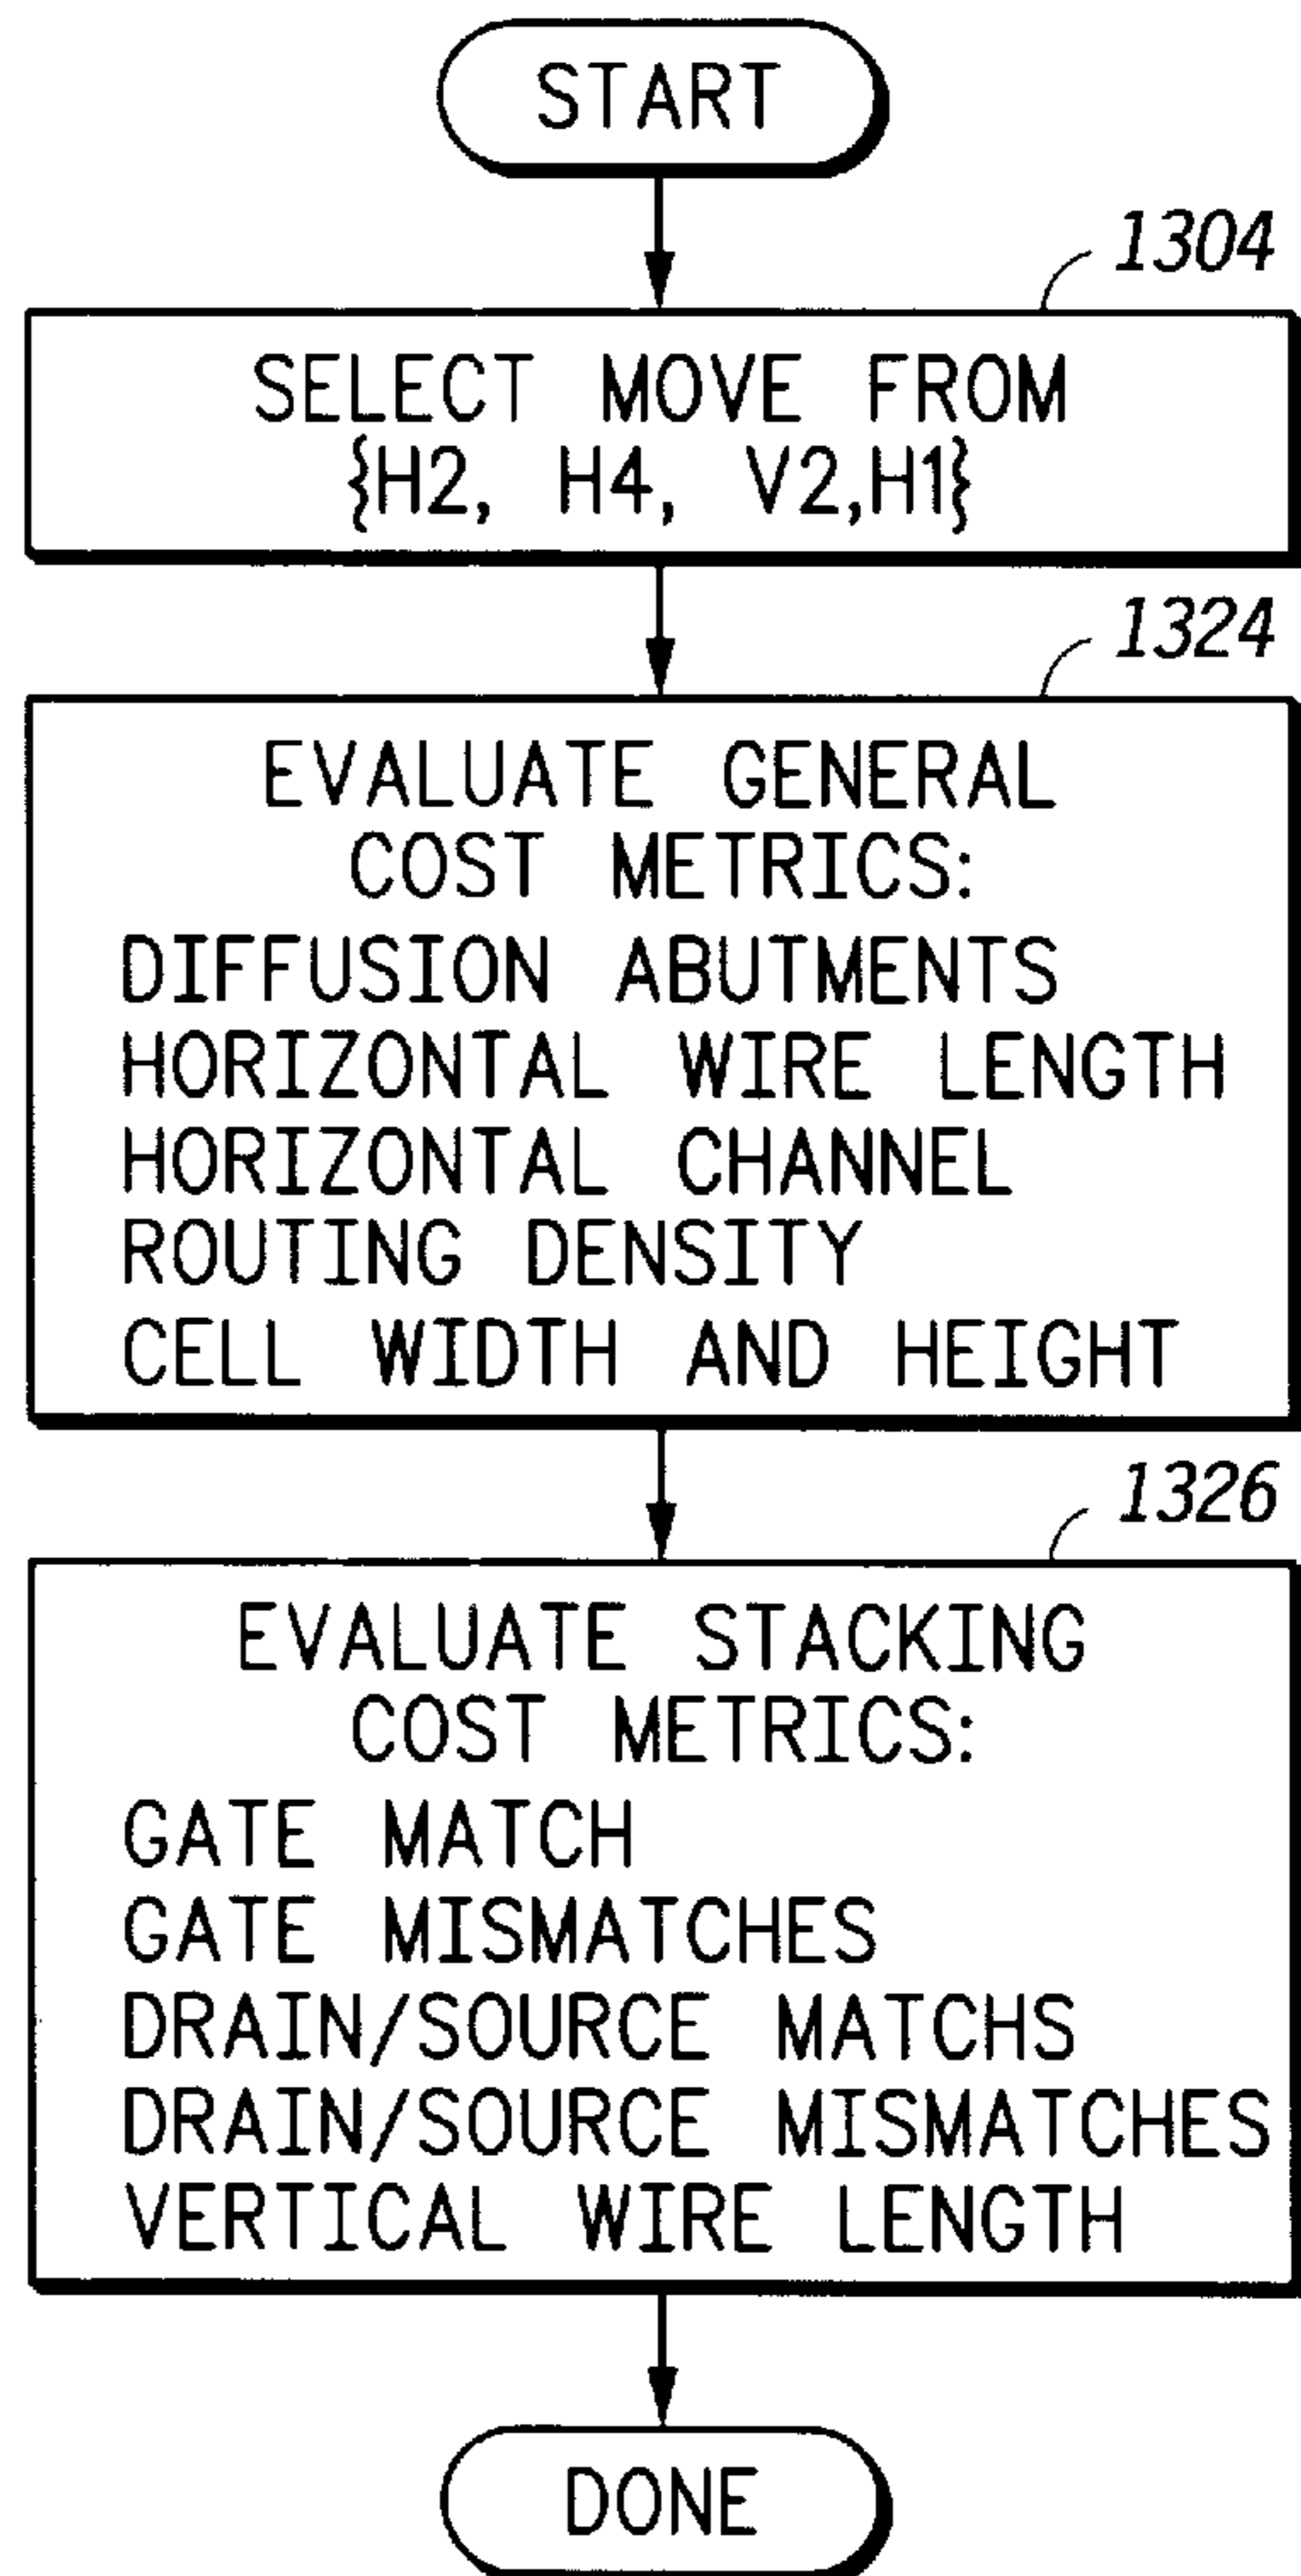 START
1304
SELECT MOVE FROM
{H2, H4, V2,H1}
1324
EVALUATE GENERAL
COST METRICS:
DIFFUSION ABUTMENTS
HORIZONTAL WIRE LENGTH
HORIZONTAL CHANNEL
ROUTING DENSITY
CELL WIDTH AND HEIGHT
1326
EVALUATE STACKING
COST METRICS:
GATE MATCH
GATE MISMATCHES
DRAIN/SOURCE MATCHS
DRAIN/SOURCE MISMATCHES
VERTICAL WIRE LENGTH
DONE